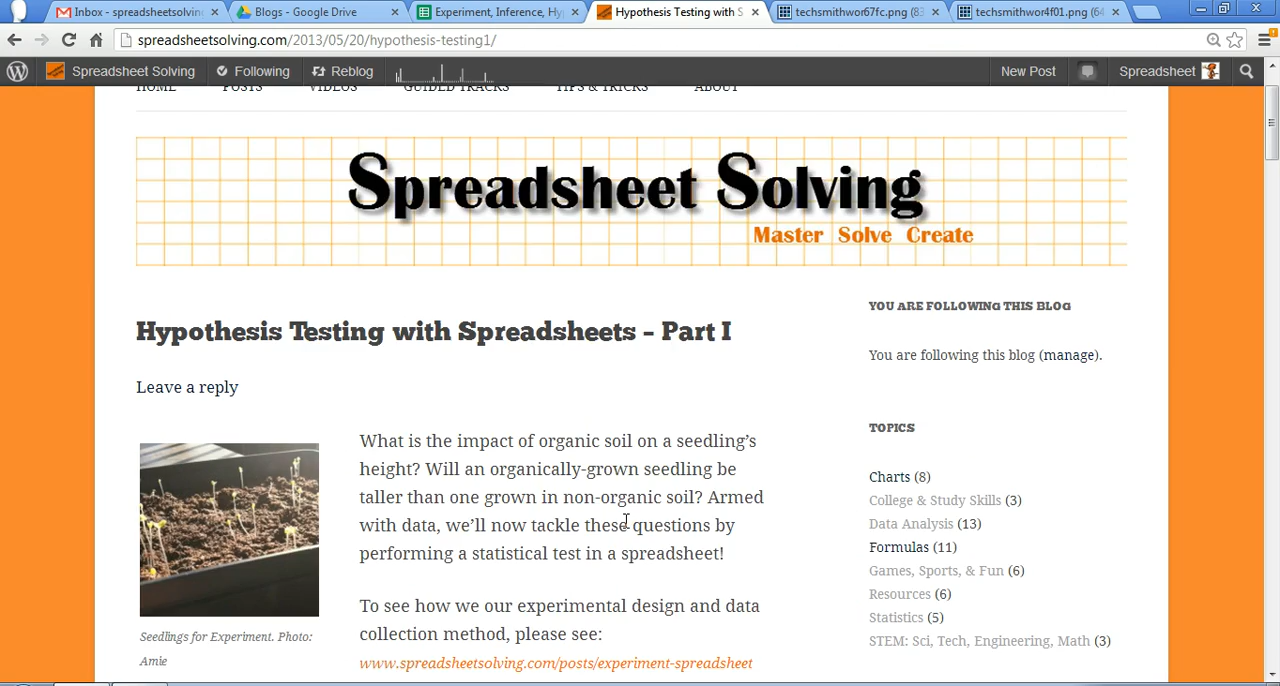 Inbox - spreadsheetsolvin
Blogs - Google Drive
Experiment, Inference, Hy
Hypothesis Testing with S
techsmithwor67fc.png (83
techsmithwor4f01.png (64
spreadsheetsolving.com/2013/05/20/hypothesis-testing1/
Spreadsheet Solving
Following
Reblog
New Post
Spreadsheet
HOME
POSTS
VIDEOS
GUIDED TRACKS
TIPS & TRICKS
ABOUT
Spreadsheet Solving
Master Solve Create
Hypothesis Testing with Spreadsheets – Part I
Leave a reply
What is the impact of organic soil on a seedling's
height? Will an organically-grown seedling be
taller than one grown in non-organic soil? Armed
with data, we'll now tackle these questions by
performing a statistical test in a spreadsheet!
To see how we our experimental design and data
collection method, please see:
www.spreadsheetsolving.com/posts/experiment-spreadsheet
Seedlings for Experiment. Photo:
Amie
YOU ARE FOLLOWING THIS BLOG
You are following this blog (manage).
TOPICS
Charts (8)
College & Study Skills (3)
Data Analysis (13)
Formulas (11)
Games, Sports, & Fun (6)
Resources (6)
Statistics (5)
STEM: Sci, Tech, Engineering, Math (3)